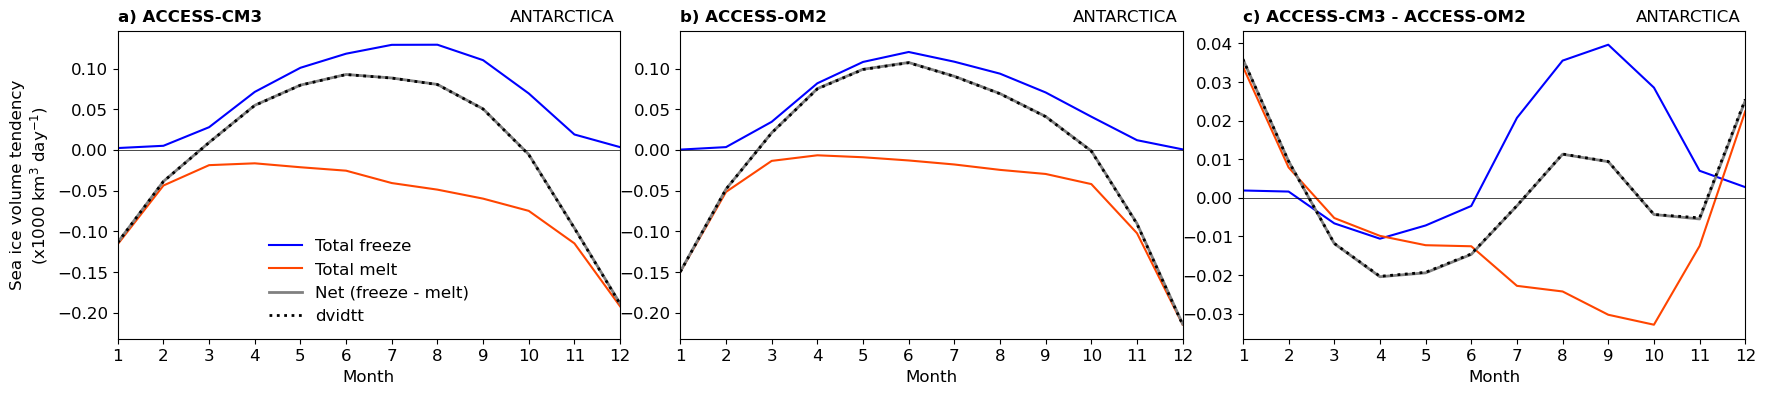 a) ACCESS-CM3 ANTARCTICA
b) ACCESS-OM2 ANTARCTICA
c) ACCESS-CM3 - ACCESS-OM2 ANTARCTICA
Sea ice volume tendency
(x1000 km³ day⁻¹)
0.10
0.05
0.00
−0.05
−0.10
−0.15
−0.20
Total freeze
Total melt
Net (freeze - melt)
dvidtt
1 2 3 4 5 6 7 8 9 10 11 12
Month
0.10
0.05
0.00
−0.05
−0.10
−0.15
−0.20
1 2 3 4 5 6 7 8 9 10 11 12
Month
0.04
0.03
0.02
0.01
0.00
−0.01
−0.02
−0.03
1 2 3 4 5 6 7 8 9 10 11 12
Month